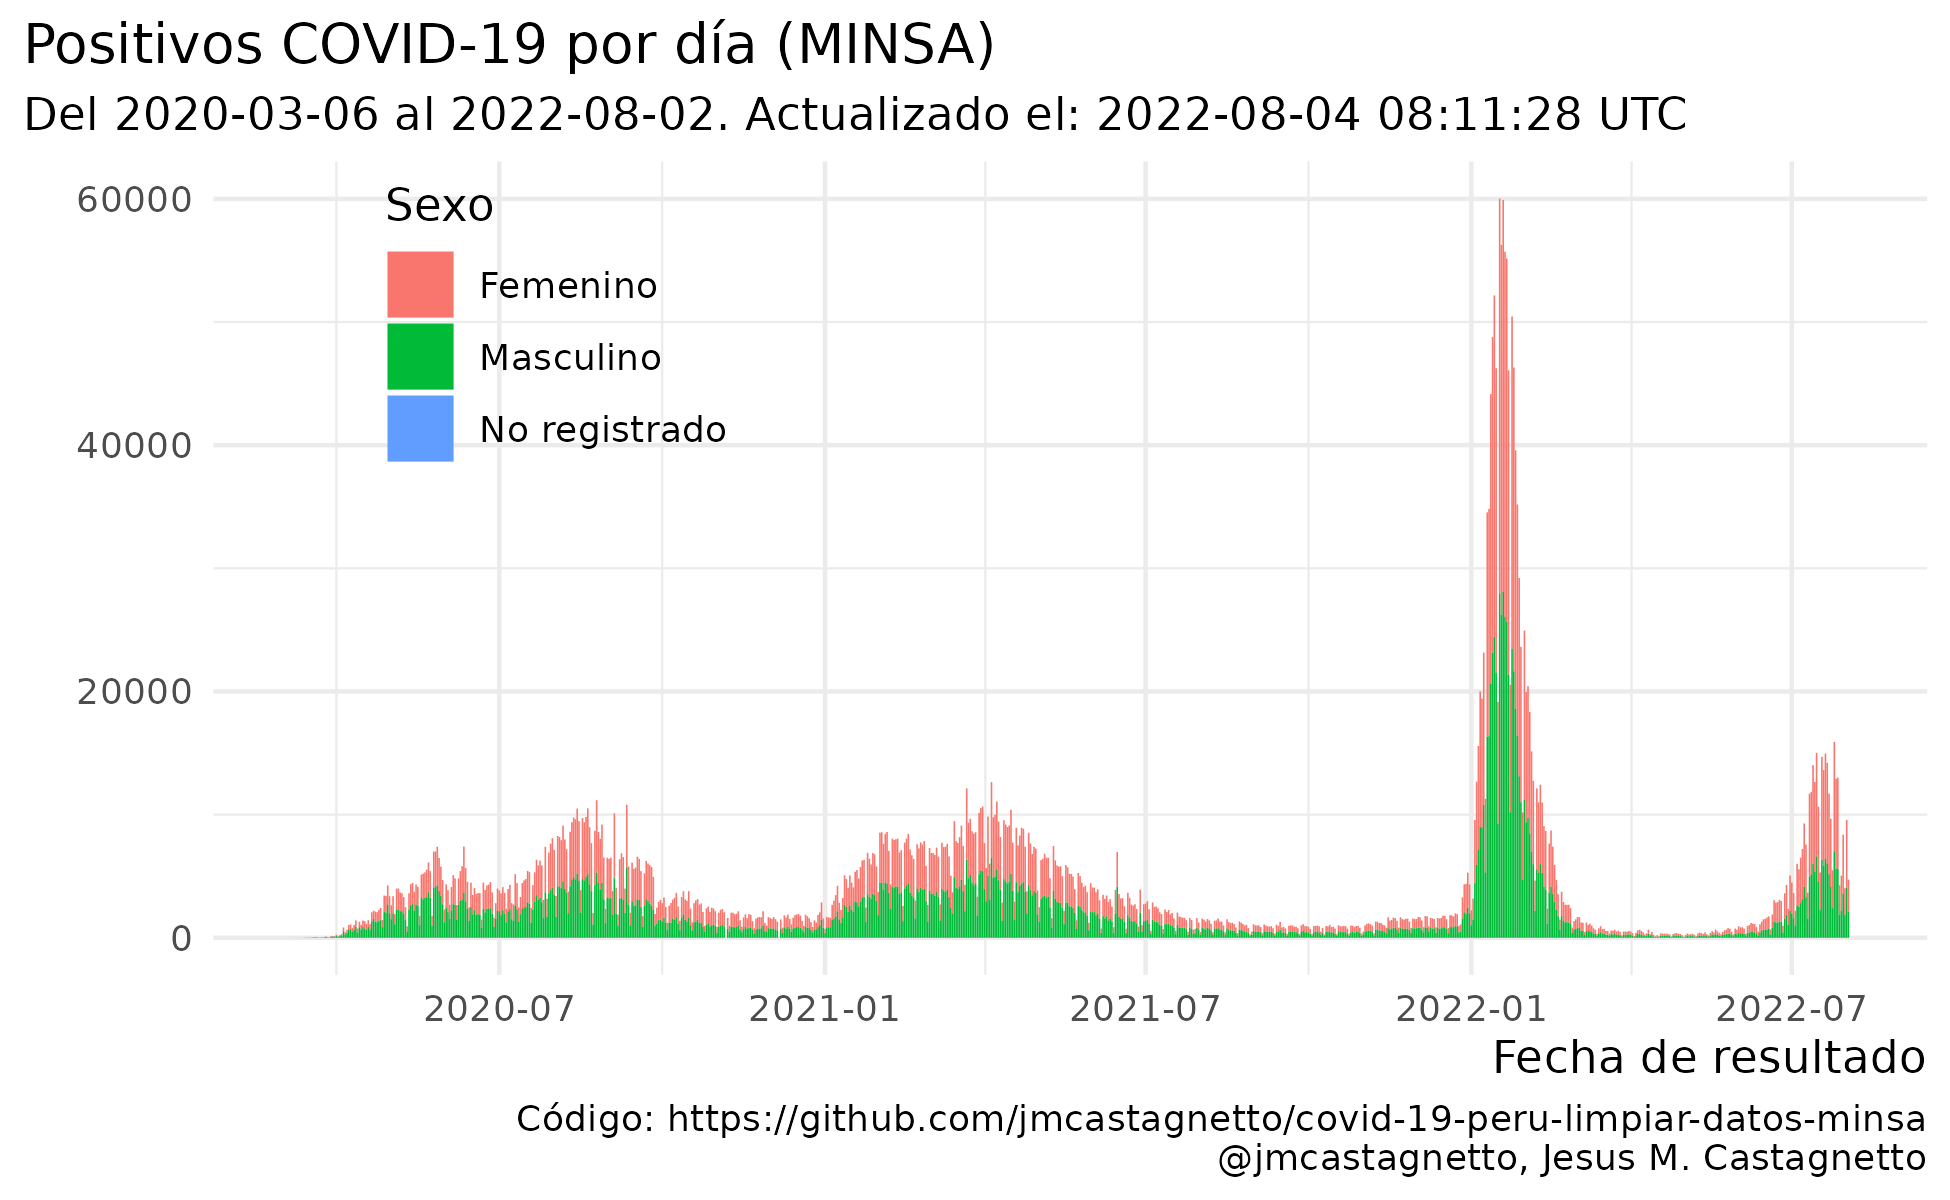 Positivos COVID-19 por día (MINSA)
Del 2020-03-06 al 2022-08-02. Actualizado el: 2022-08-04 08:11:28 UTC
60000
40000
20000
0
Sexo
Femenino
Masculino
No registrado
2020-07
2021-01
2021-07
2022-01
2022-07
Fecha de resultado
Código: https://github.com/jmcastagnetto/covid-19-peru-limpiar-datos-minsa
@jmcastagnetto, Jesus M. Castagnetto